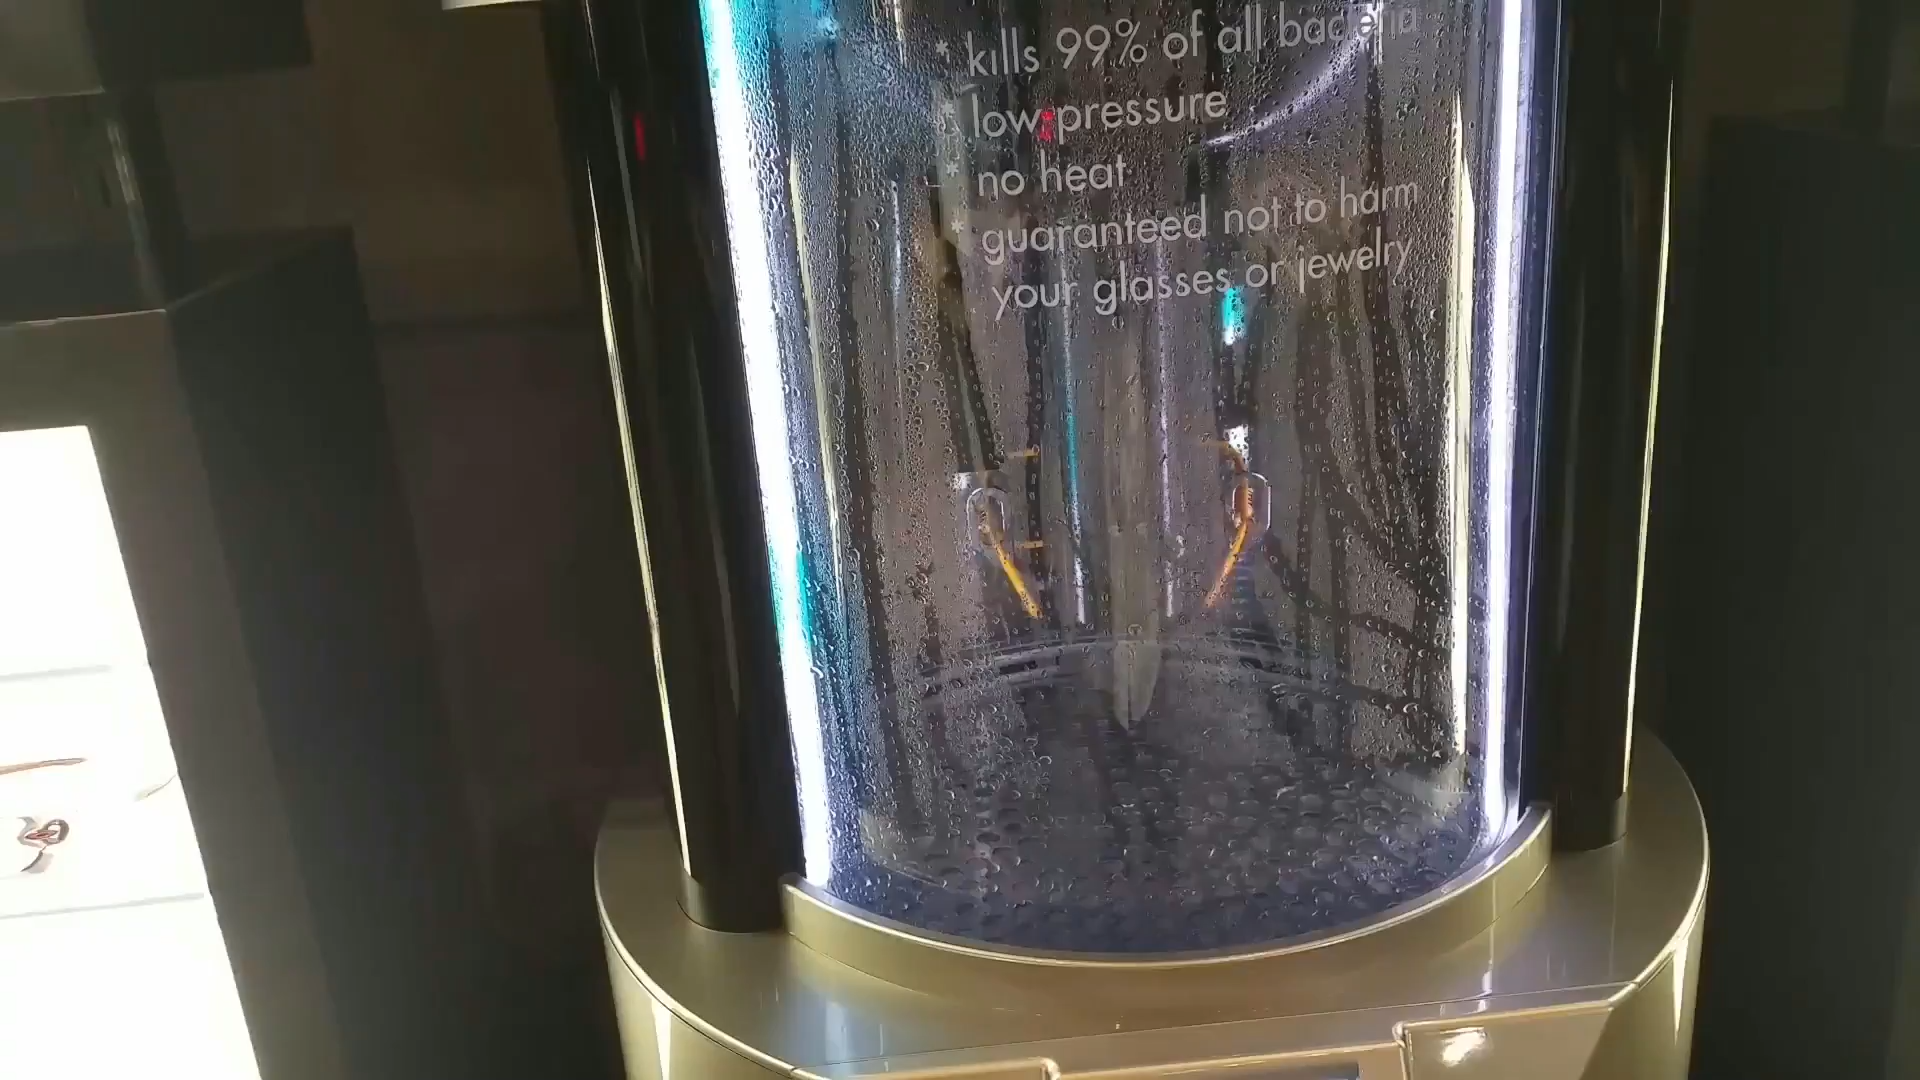 * kills 99% of all bacteria
* low pressure
* no heat
* guaranteed not to harm
your glasses or jewelry